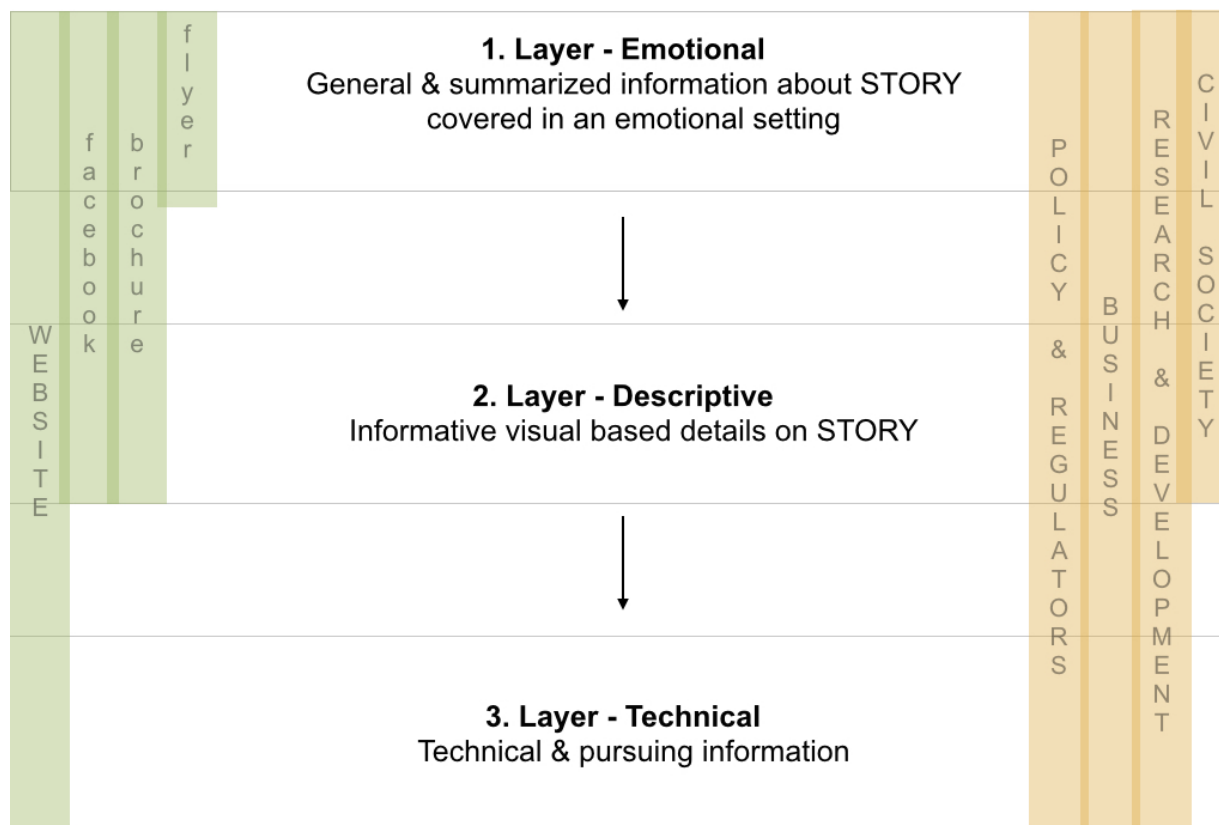 WEBSITE
facebook
brochure
flyer
1. Layer - Emotional
General & summarized information about STORY
covered in an emotional setting
2. Layer - Descriptive
Informative visual based details on STORY
3. Layer - Technical
Technical & pursuing information
POLICY & REGULATORS
BUSINESS
RESEARCH & DEVELOPMENT
CIVIL SOCIETY